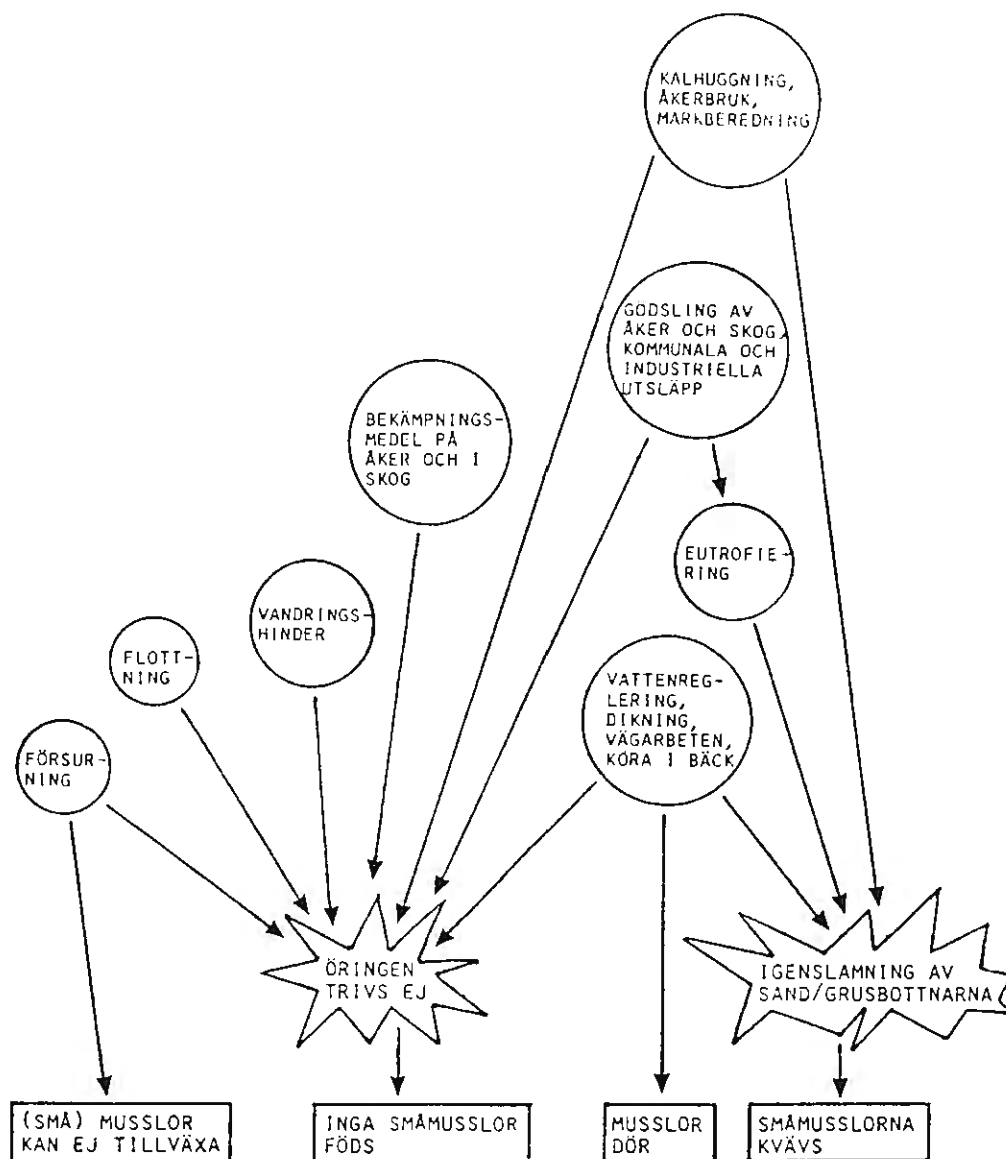 KALHUGGNING,
ÅKERBRUK,
MARKBEREDNING
GÖDSLING AV
ÅKER OCH SKOG,
KOMMUNALA OCH
INDUSTRIELLA
UTSLÄPP
BEKÄMPNINGS-
MEDEL PÅ
ÅKER OCH I
SKOG
EUTROFIE-
RING
VANDRINGS-
HINDER
FLOTT-
NING
VATTENREG-
LERING,
DIKNING,
VÄGARBETEN,
KÖRA I BÄCK
FÖRSUR-
NING
ÖRINGEN
TRIVS EJ
IGENSLAMNING AV
SAND/GRUSBOTTNARNA
(SMÅ) MUSSLOR
KAN EJ TILLVÄXA
INGA SMÅMUSSLOR
FÖDS
MUSSLOR
DÖR
SMÅMUSSLORNA
KVÄVS